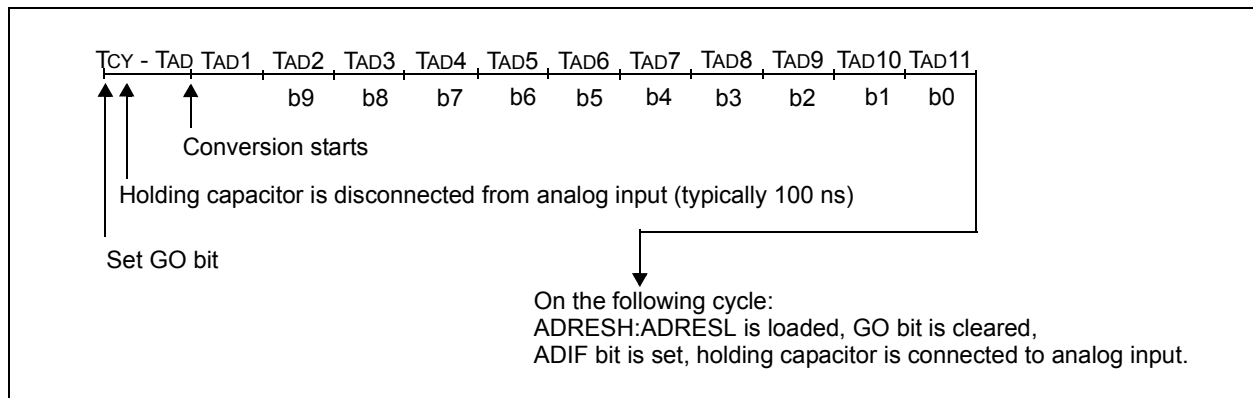 TCY - TAD TAD1 TAD2 TAD3 TAD4 TAD5 TAD6 TAD7 TAD8 TAD9 TAD10 TAD11
b9 b8 b7 b6 b5 b4 b3 b2 b1 b0
Conversion starts
Holding capacitor is disconnected from analog input (typically 100 ns)
Set GO bit
On the following cycle:
ADRESH:ADRESL is loaded, GO bit is cleared,
ADIF bit is set, holding capacitor is connected to analog input.